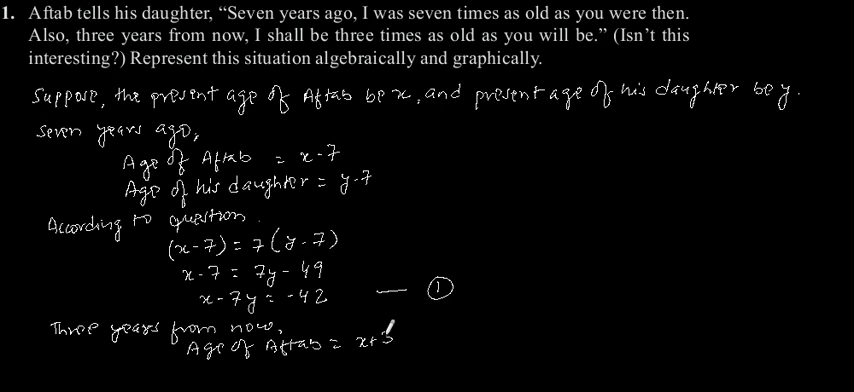 1. Aftab tells his daughter, “Seven years ago, I was seven times as old as you were then.
Also, three years from now, I shall be three times as old as you will be.” (Isn’t this
interesting?) Represent this situation algebraically and graphically.
Suppose, the present age of Aftab be x, and present age of his daughter be y.
Seven years ago,
Age of Aftab = x-7
Age of his daughter = y-7
According to question.
(x-7) = 7(y-7)
x-7 = 7y-49
x-7y = -42 — ①
Three years from now,
Age of Aftab = x+3